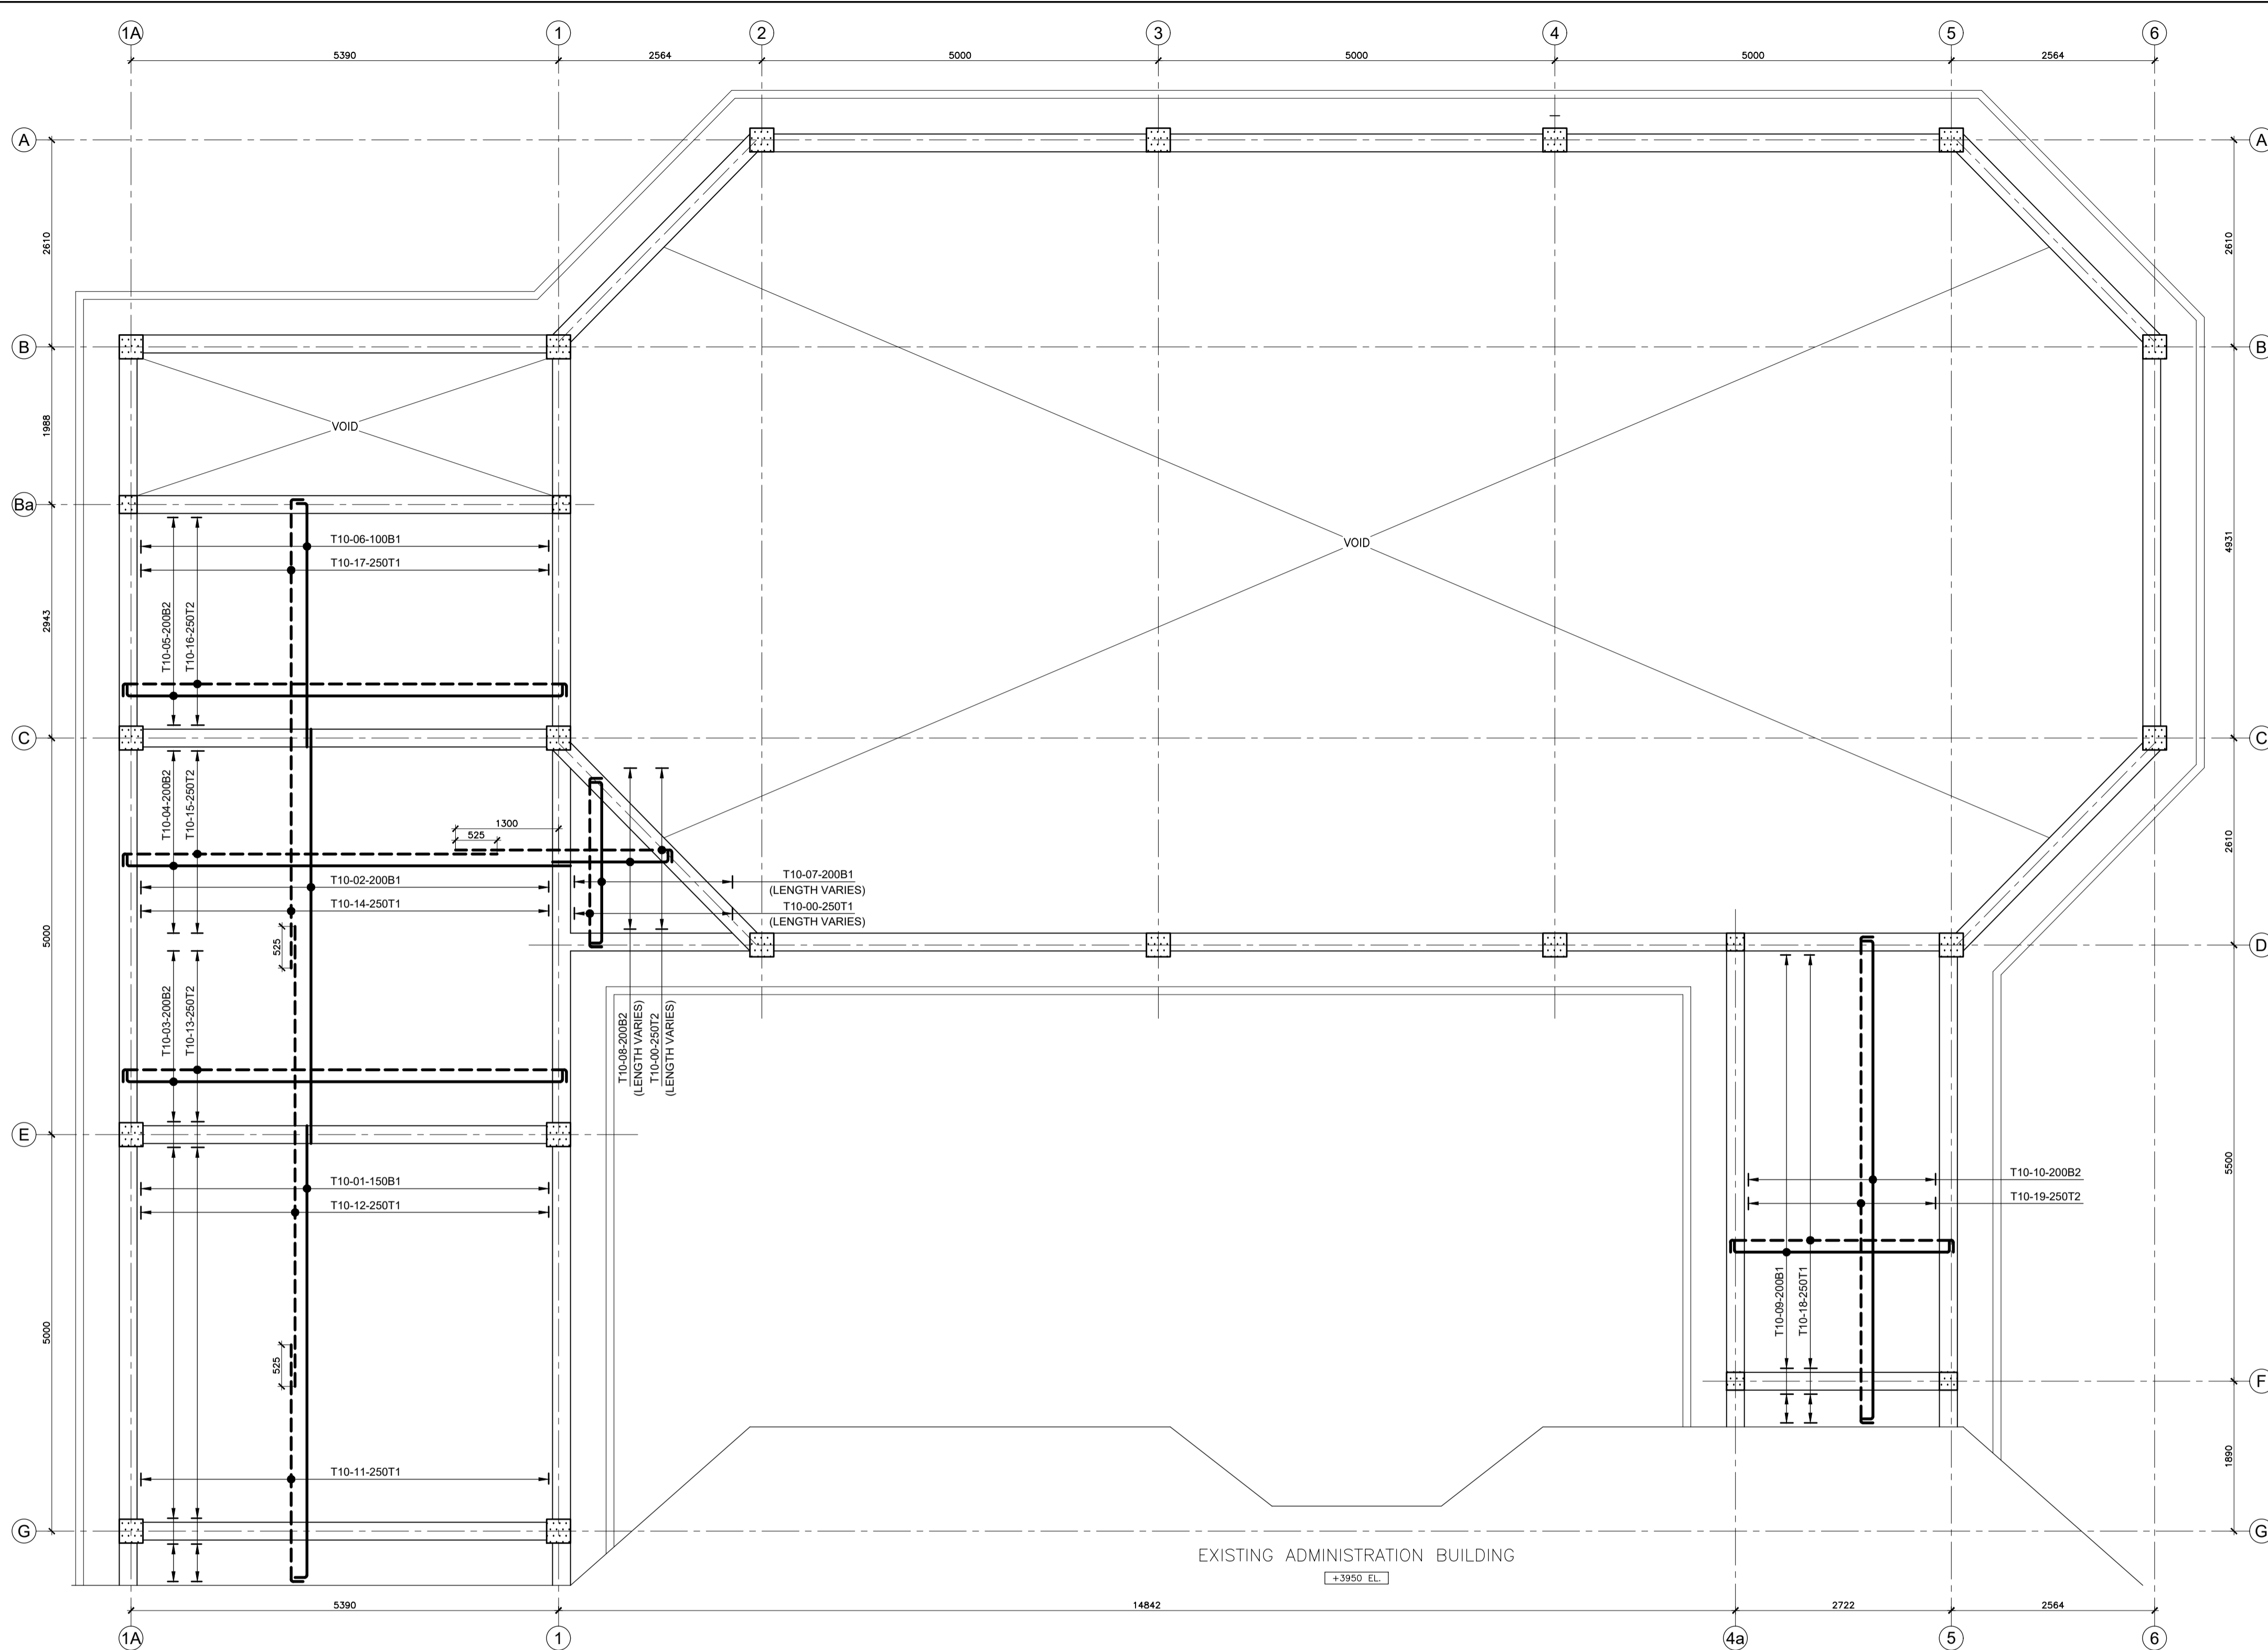 1A
1
2
3
4
5
6
5390
2564
5000
5000
5000
2564
A
A
2610
2610
B
B
1988
VOID
Ba
T10-06-100B1
T10-17-250T1
VOID
4931
2943
T10-05-200B2
T10-16-250T2
C
C
T10-04-200B2
T10-15-250T2
1300
525
2610
T10-02-200B1
T10-14-250T1
T10-07-200B1
(LENGTH VARIES)
T10-00-250T1
(LENGTH VARIES)
5000
525
D
T10-03-200B2
T10-13-250T2
T10-08-200B2
(LENGTH VARIES)
T10-00-250T2
(LENGTH VARIES)
E
5500
T10-01-150B1
T10-12-250T1
T10-10-200B2
T10-19-250T2
T10-09-200B1
T10-18-250T1
5000
525
F
1890
T10-11-250T1
G
G
EXISTING ADMINISTRATION BUILDING
+3950 EL.
5390
14842
2722
2564
1A
1
4a
5
6